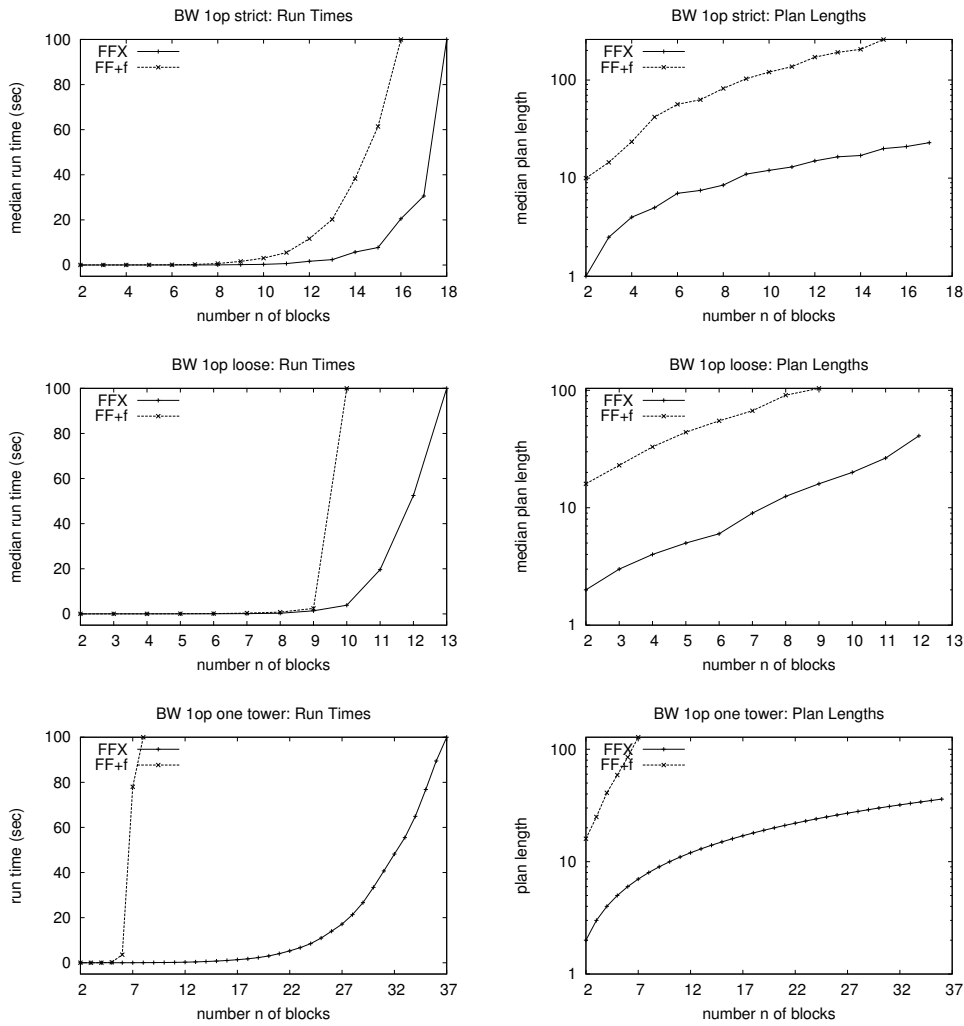 BW 1op strict: Run Times
100
80
60
40
20
0
median run time (sec)
FFX
FF+f
2 4 6 8 10 12 14 16 18
number n of blocks
BW 1op strict: Plan Lengths
100
10
1
median plan length
FFX
FF+f
2 4 6 8 10 12 14 16 18
number n of blocks
BW 1op loose: Run Times
100
80
60
40
20
0
median run time (sec)
FFX
FF+f
2 3 4 5 6 7 8 9 10 11 12 13
number n of blocks
BW 1op loose: Plan Lengths
100
10
1
median plan length
FFX
FF+f
2 3 4 5 6 7 8 9 10 11 12 13
number n of blocks
BW 1op one tower: Run Times
100
80
60
40
20
0
run time (sec)
FFX
FF+f
2 7 12 17 22 27 32 37
number n of blocks
BW 1op one tower: Plan Lengths
100
10
1
plan length
FFX
FF+f
2 7 12 17 22 27 32 37
number n of blocks